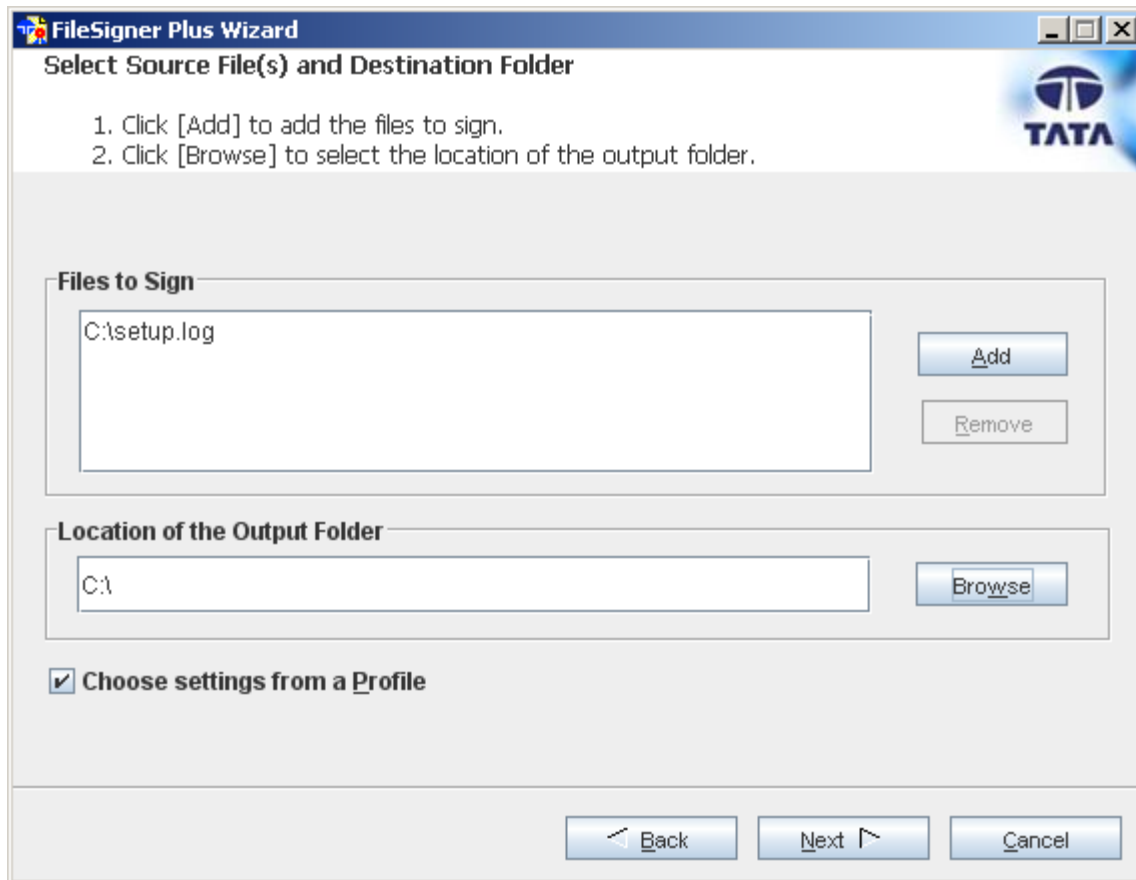 FileSigner Plus Wizard
Select Source File(s) and Destination Folder
1. Click [Add] to add the files to sign.
2. Click [Browse] to select the location of the output folder.
TATA
Files to Sign
C:\setup.log
Add
Remove
Location of the Output Folder
C:\
Browse
Choose settings from a Profile
Back
Next
Cancel